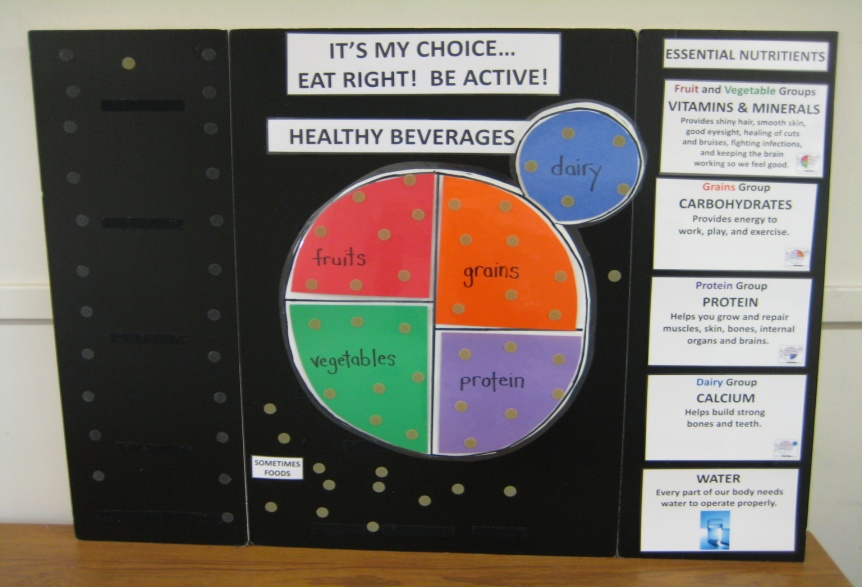 IT'S MY CHOICE...
EAT RIGHT! BE ACTIVE!
HEALTHY BEVERAGES
dairy
fruits
grains
vegetables
protein
SOMETIMES
FOODS
ESSENTIAL NUTRITIENTS
Fruit and Vegetable Groups
VITAMINS & MINERALS
Provides shiny hair, smooth skin,
good eyesight, healing of cuts
and bruises, fighting infections,
and keeping the brain
working so we feel good.
Grains Group
CARBOHYDRATES
Provides energy to
work, play, and exercise.
Protein Group
PROTEIN
Helps you grow and repair
muscles, skin, bones, internal
organs and brains.
Dairy Group
CALCIUM
Helps build strong
bones and teeth.
WATER
Every part of our body needs
water to operate properly.